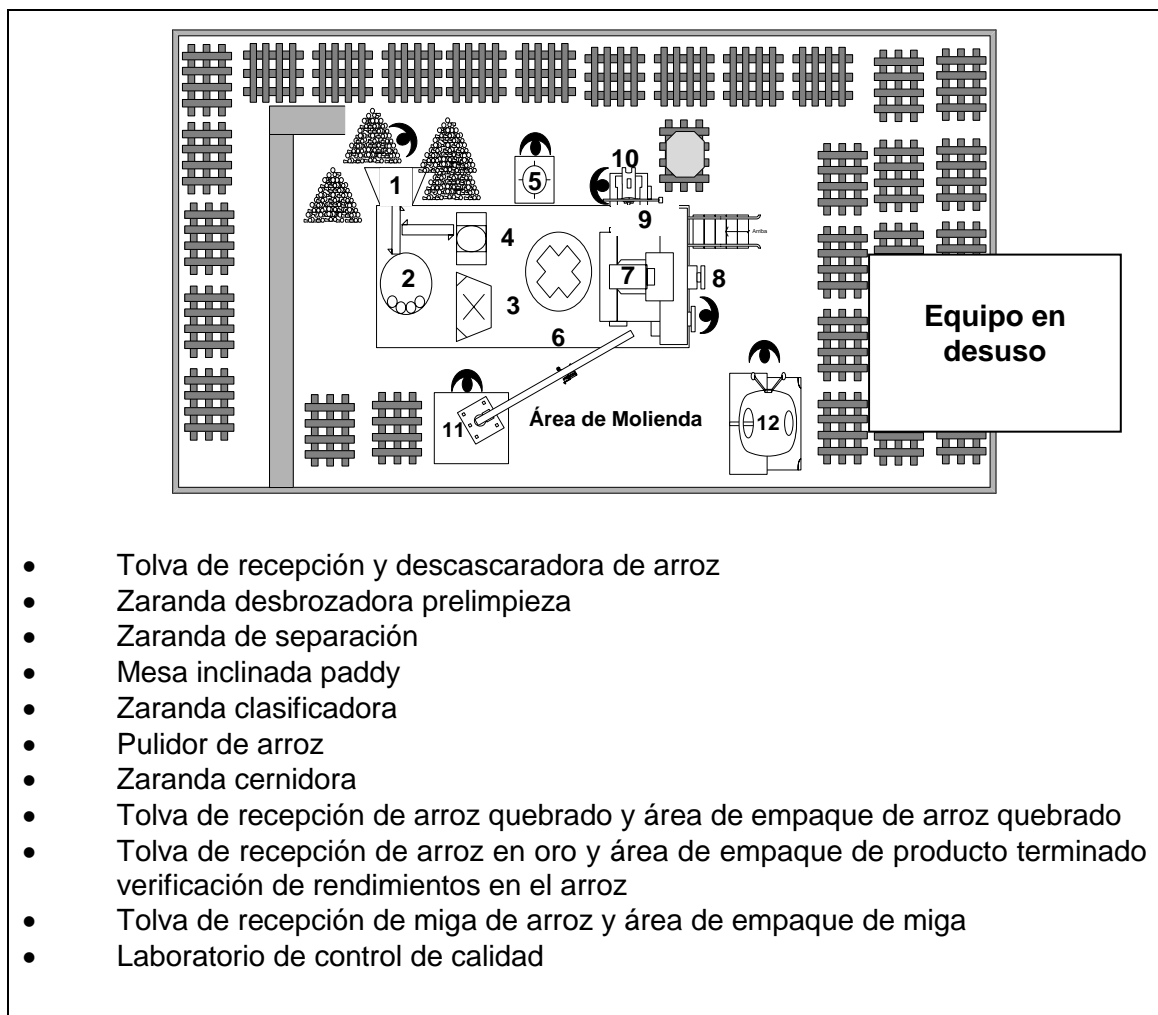 10
1
5
9
Arriba
4
2
7
8
3
Equipo en
desuso
6
Área de Molienda
11
12
• Tolva de recepción y descascaradora de arroz
• Zaranda desbrozadora prelimpieza
• Zaranda de separación
• Mesa inclinada paddy
• Zaranda clasificadora
• Pulidor de arroz
• Zaranda cernidora
• Tolva de recepción de arroz quebrado y área de empaque de arroz quebrado
• Tolva de recepción de arroz en oro y área de empaque de producto terminado
verificación de rendimientos en el arroz
• Tolva de recepción de miga de arroz y área de empaque de miga
• Laboratorio de control de calidad